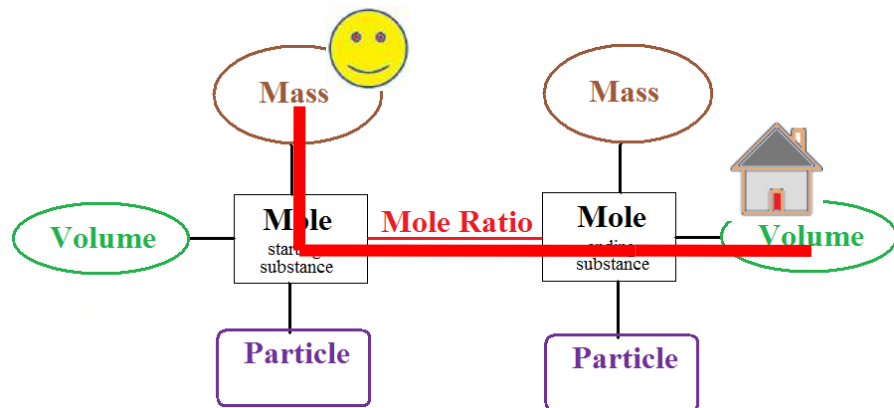 Mass
Mass
Volume
Mole
substance
Mole Ratio
Mole
substance
Volume
Particle
Particle